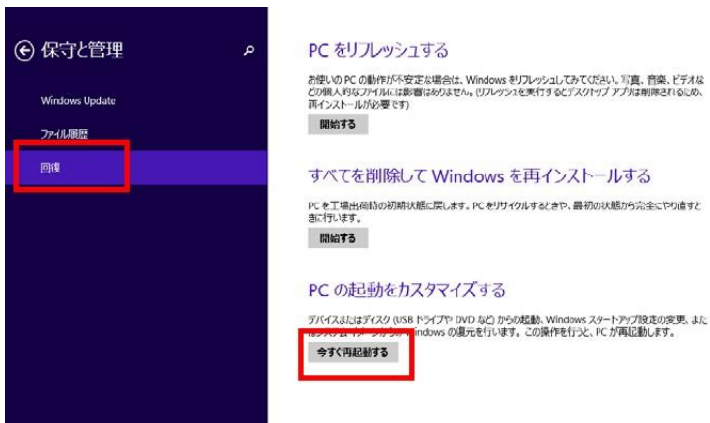 保守と管理
Windows Update
ファイル履歴
回復
PC をリフレッシュする
お使いの PC の動作が不安定な場合は、Windows をリフレッシュしてみてください。写真、音楽、ビデオな
どの個人的なファイルには影響はありません。(リフレッシュを実行するとデスクトップ アプリは削除されるため、
再インストールが必要です)
開始する
すべてを削除して Windows を再インストールする
PC を工場出荷時の初期状態に戻します。PC をリサイクルするときや、最初の状態から完全にやり直すと
きに行います。
開始する
PC の起動をカスタマイズする
デバイスまたはディスク (USB ドライブや DVD など) からの起動、Windows スタートアップ設定の変更、また
はシステム イメージからの Windows の復元を行います。この操作を行うと、PC が再起動します。
今すぐ再起動する